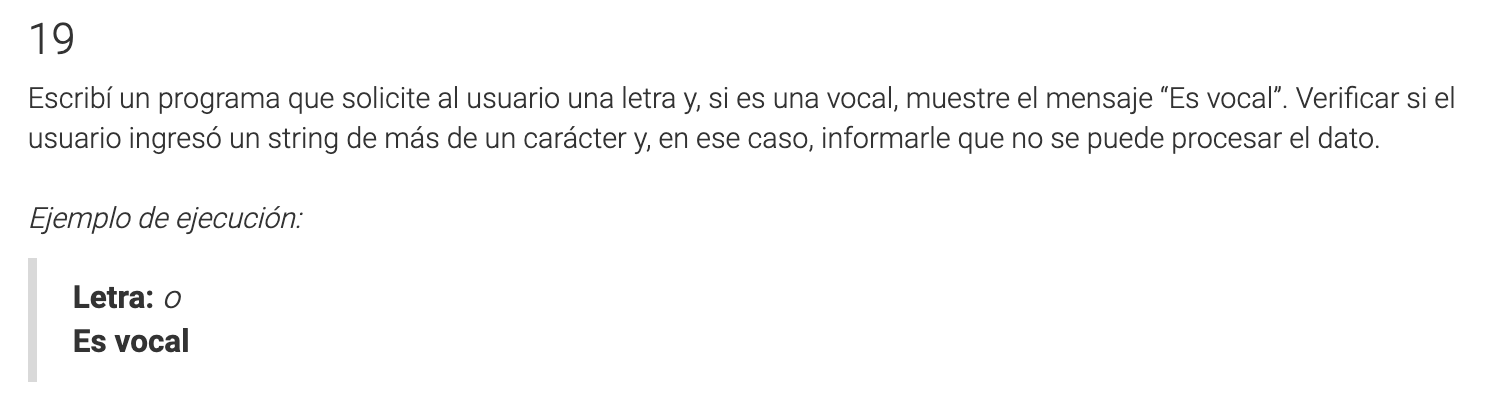 19
Escribí un programa que solicite al usuario una letra y, si es una vocal, muestre el mensaje “Es vocal”. Verificar si el
usuario ingresó un string de más de un carácter y, en ese caso, informarle que no se puede procesar el dato.
Ejemplo de ejecución:
Letra: o
Es vocal